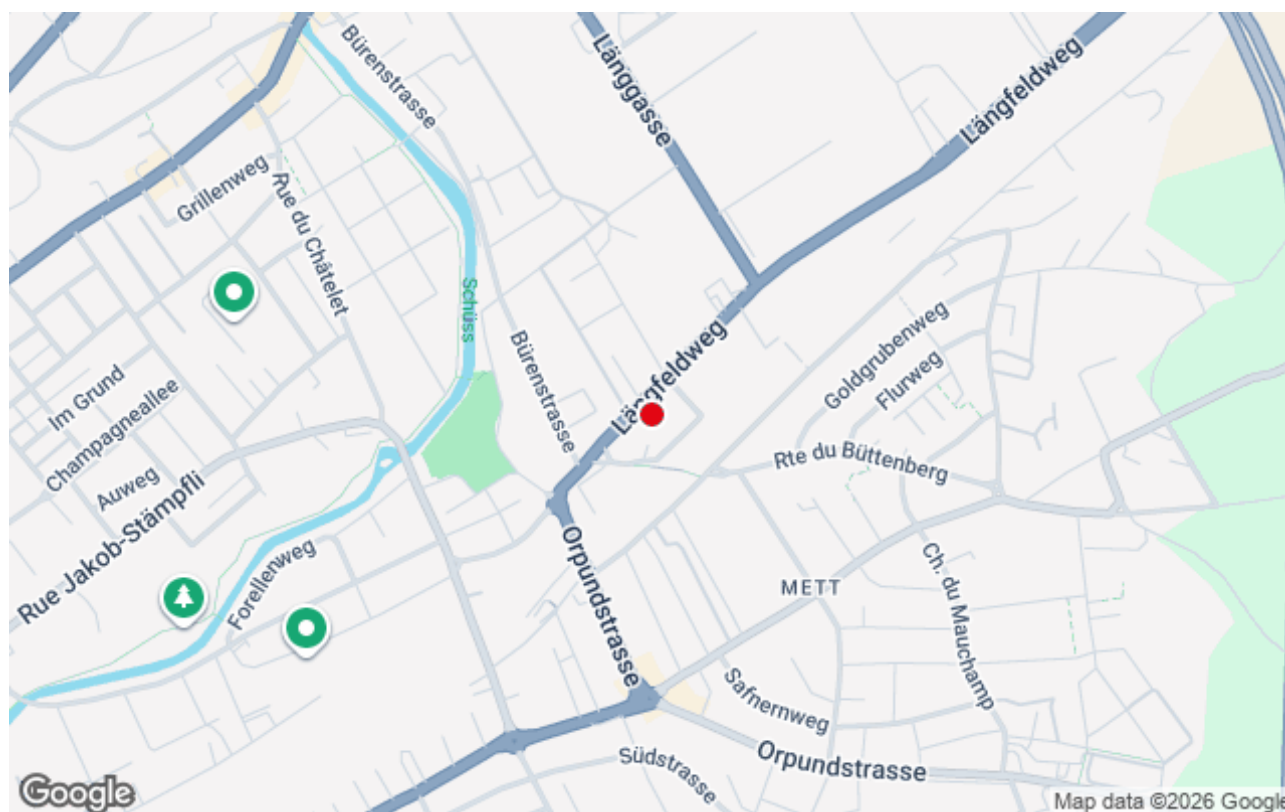 Bürenstrasse
Länggasse
Längfeldweg
Grillenweg
Rue du Châtelet
Schüss
Bürenstrasse
Längfeldweg
Goldgrubenweg
Flurweg
Im Grund
Champagneallee
Auweg
Rue Jakob-Stämpfli
Rte du Büttenberg
Forellenweg
Orpundstrasse
METT
Ch. du Mauchamp
Safnernweg
Südstrasse
Orpundstrasse
Google
Map data ©2026 Google